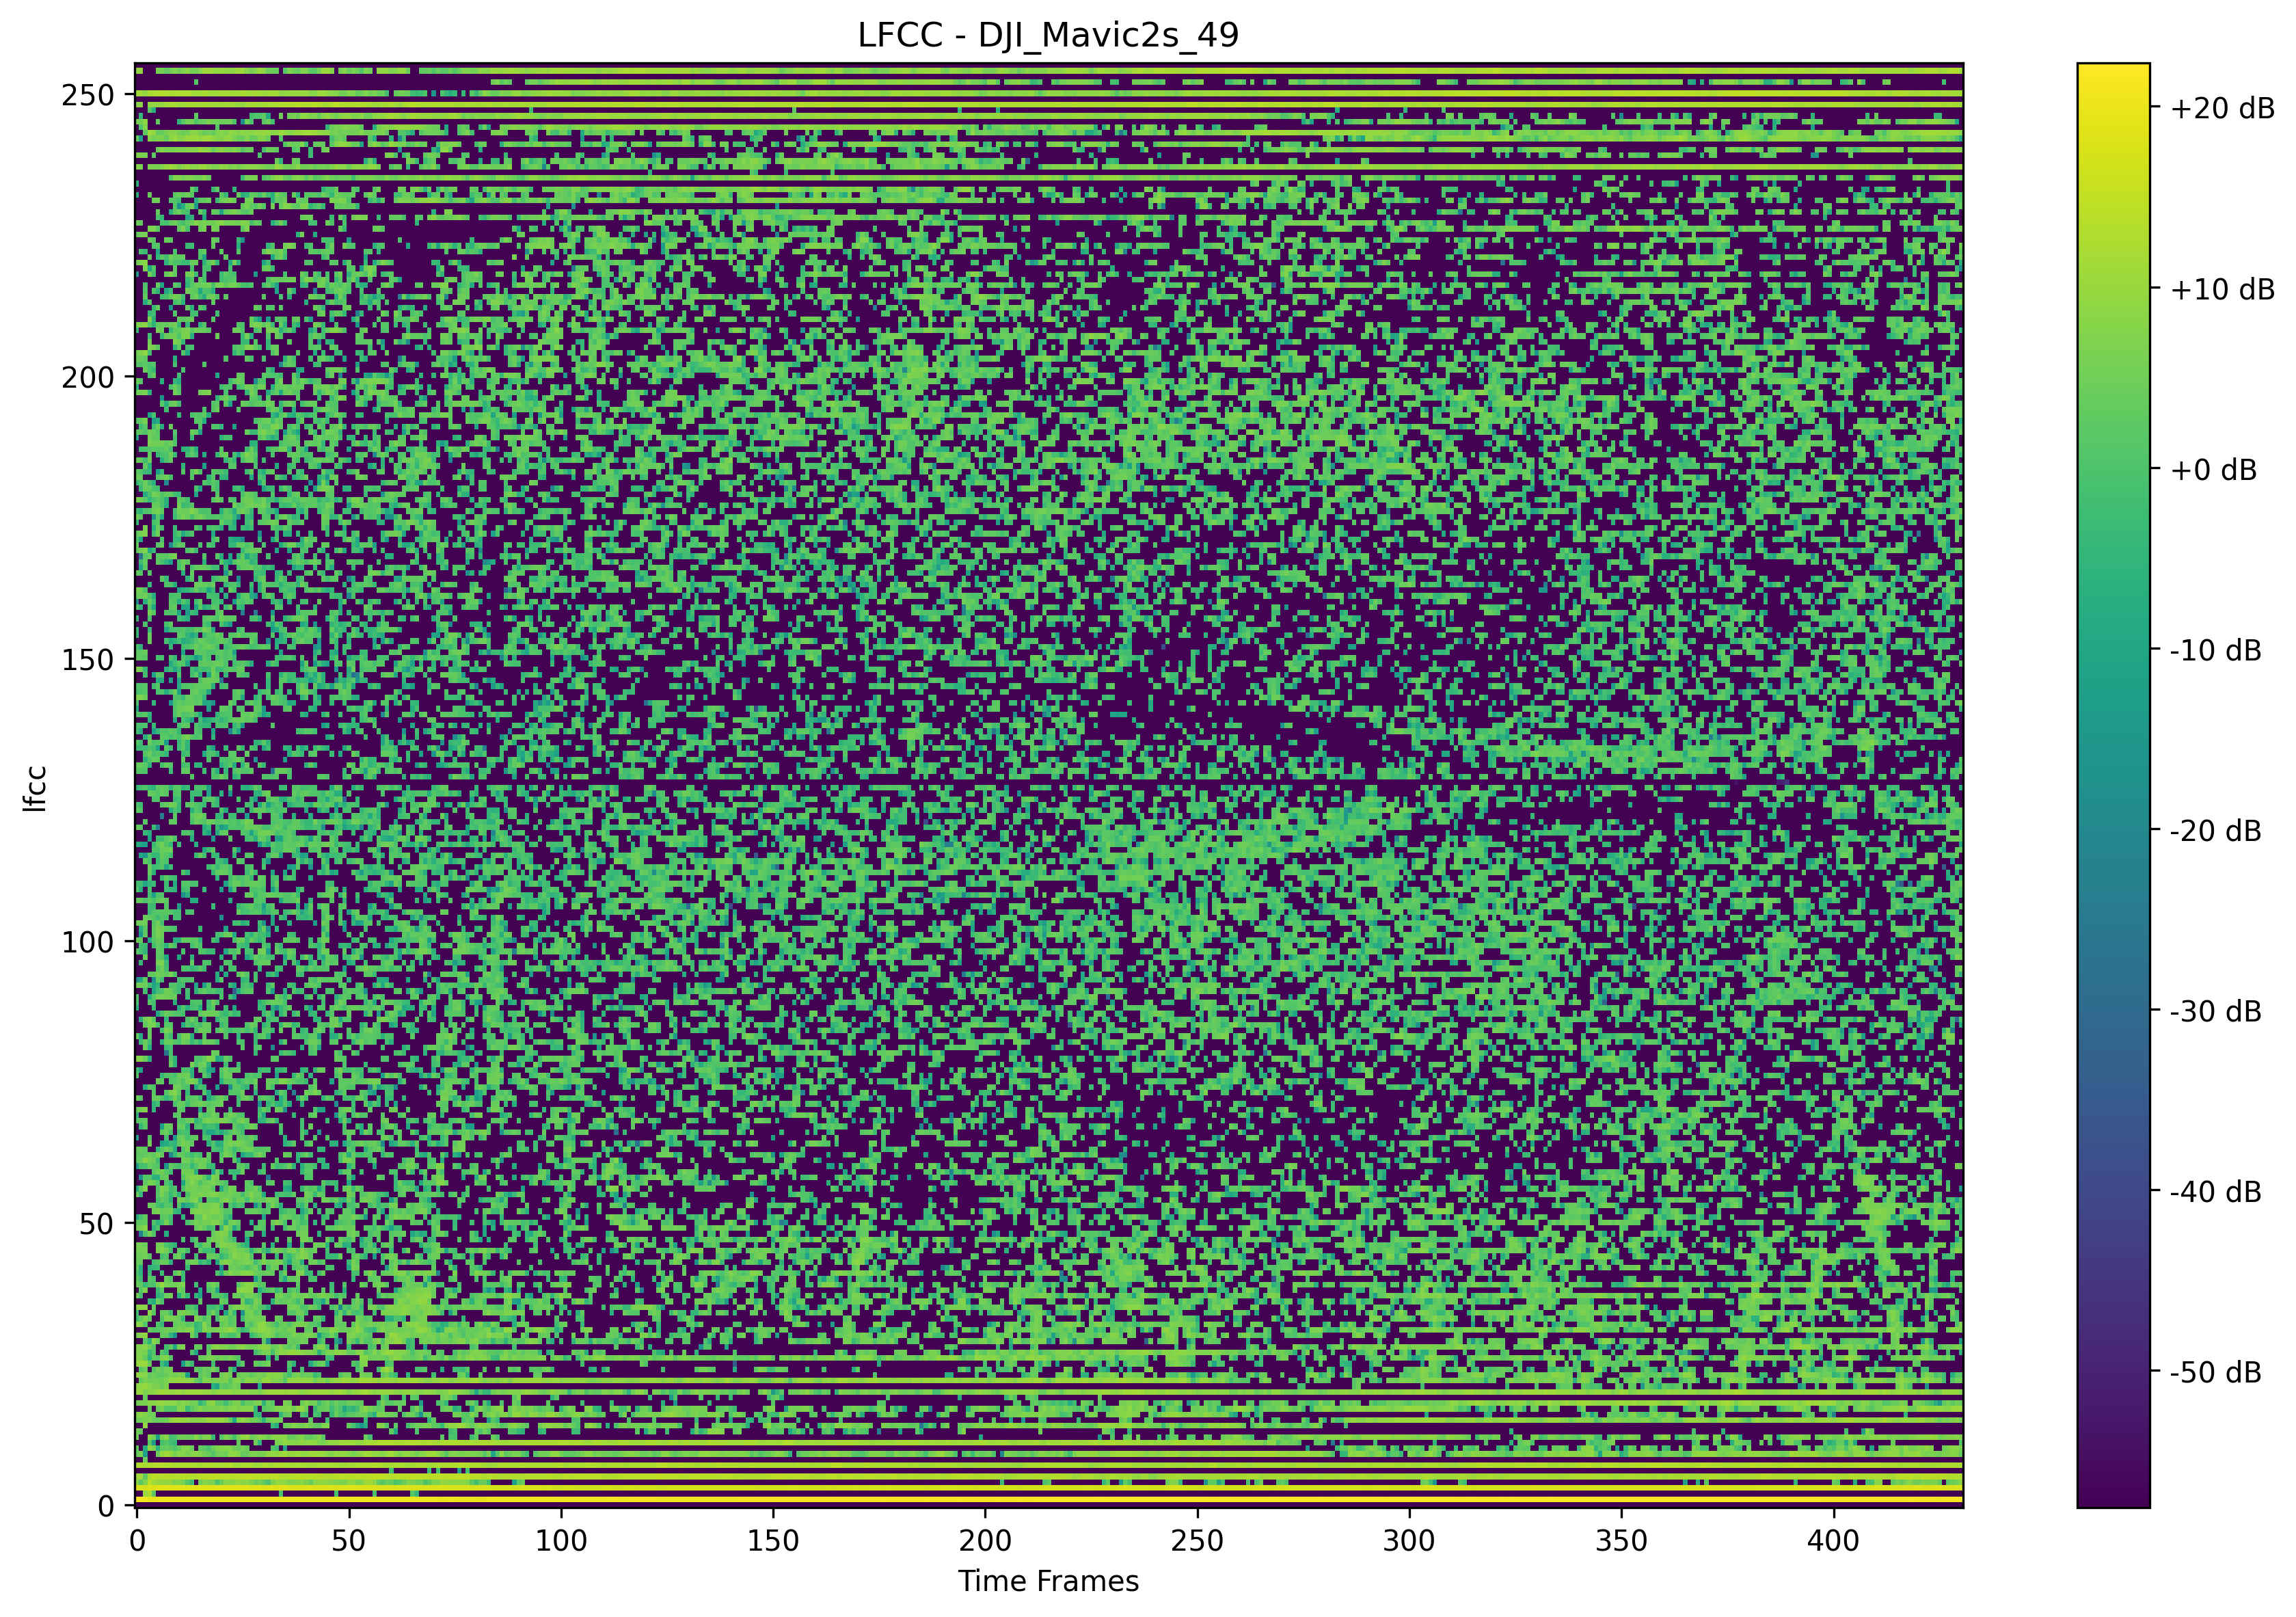 LFCC - DJI_Mavic2s_49
250
200
150
100
50
0
lfcc
0 50 100 150 200 250 300 350 400
Time Frames
+20 dB
+10 dB
+0 dB
-10 dB
-20 dB
-30 dB
-40 dB
-50 dB